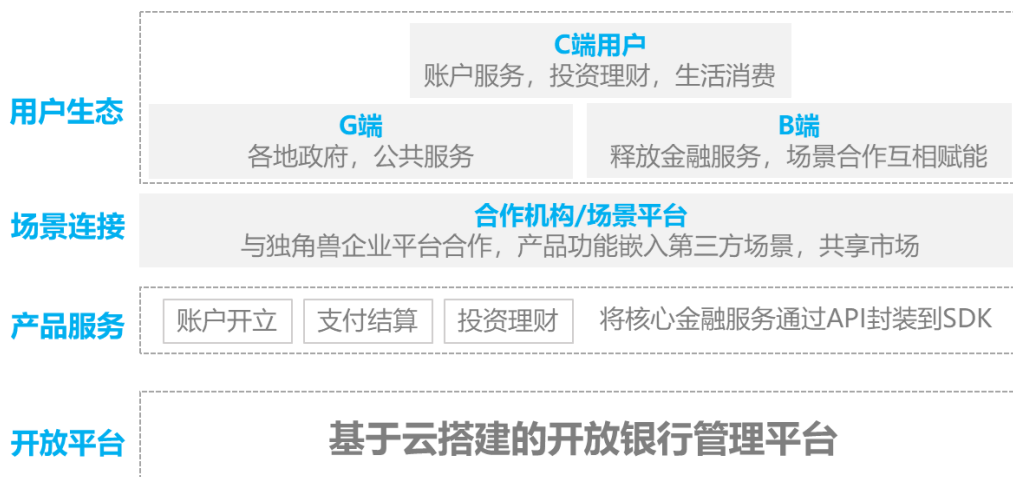 用户生态
C端用户
账户服务，投资理财，生活消费
G端
各地政府，公共服务
B端
释放金融服务，场景合作互相赋能
场景连接
合作机构/场景平台
与独角兽企业平台合作，产品功能嵌入第三方场景，共享市场
产品服务
账户开立
支付结算
投资理财
将核心金融服务通过API封装到SDK
开放平台
基于云搭建的开放银行管理平台